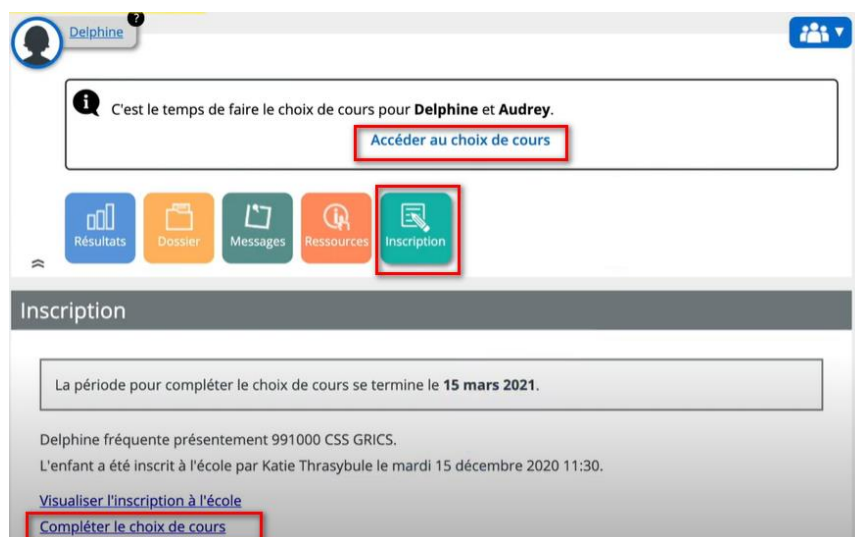 Delphine
?
C'est le temps de faire le choix de cours pour Delphine et Audrey.
Accéder au choix de cours
Résultats
Dossier
Messages
Ressources
Inscription
Inscription
La période pour compléter le choix de cours se termine le 15 mars 2021.
Delphine fréquente présentement 991000 CSS GRICS.
L'enfant a été inscrit à l'école par Katie Thrasybule le mardi 15 décembre 2020 11:30.
Visualiser l'inscription à l'école
Compléter le choix de cours